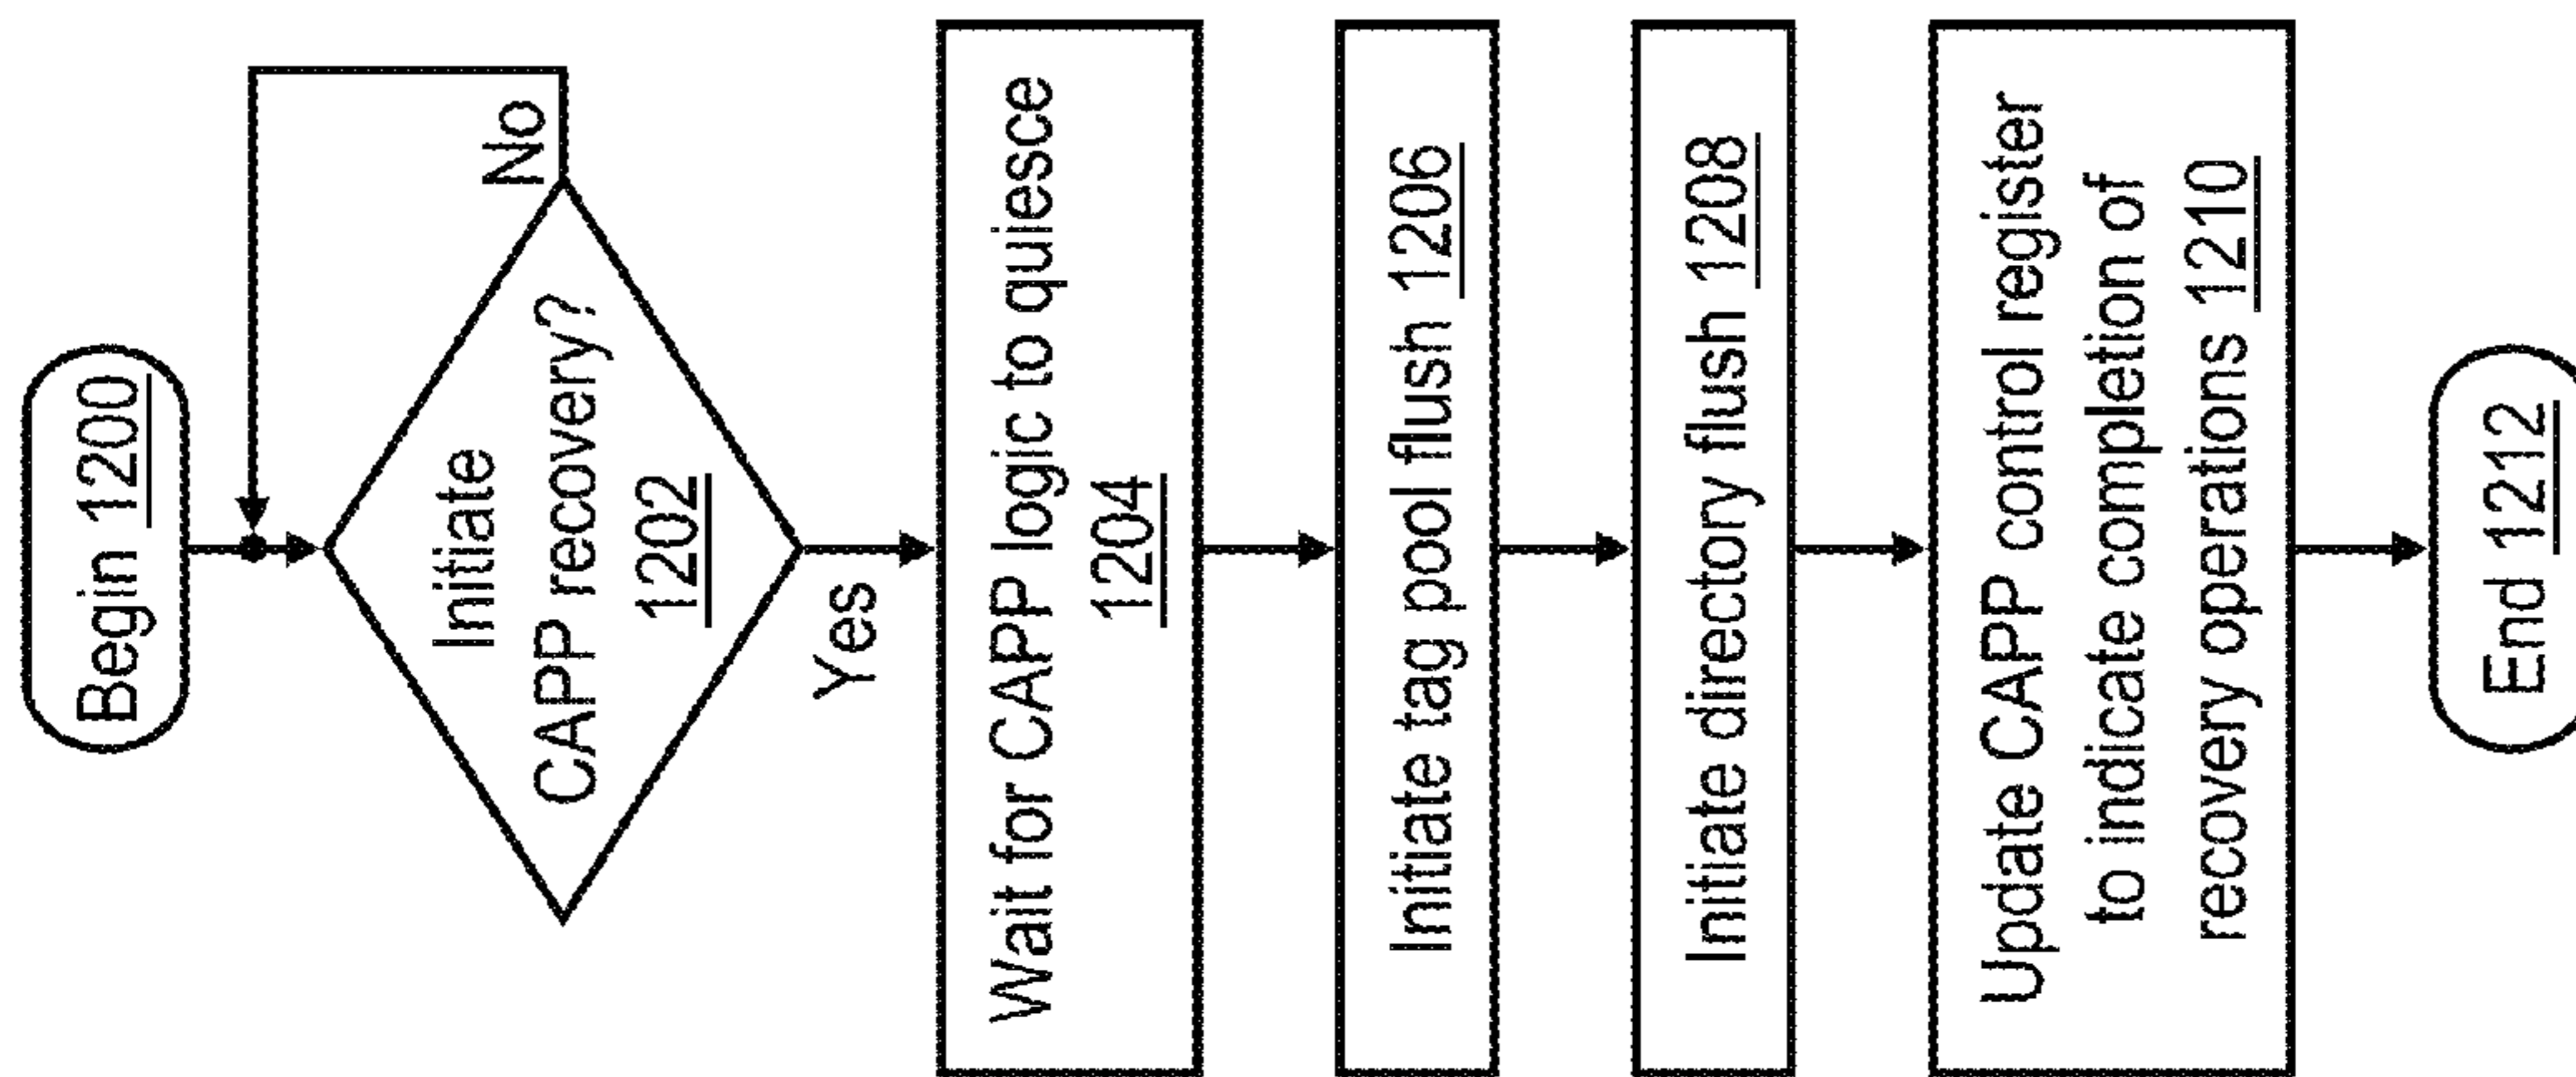 Begin 1200
Initiate
CAPP recovery?
1202
No
Yes
Wait for CAPP logic to quiesce
1204
Initiate tag pool flush 1206
Initiate directory flush 1208
Update CAPP control register
to indicate completion of
recovery operations 1210
End 1212